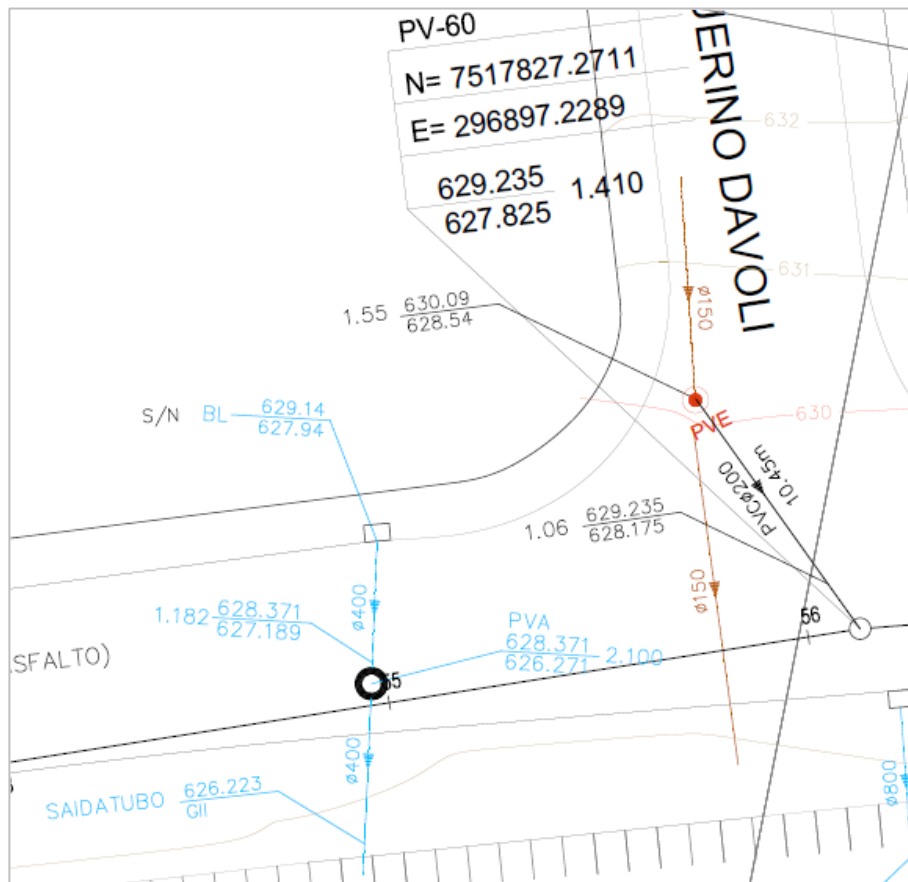 PV-60
N= 7517827.2711
E= 296897.2289
629.235
627.825
1.410
JERINO DAVOLI
632
631
630
1.55
630.09
628.54
ø150
PVE
S/N
BL
629.14
627.94
PVCø200
10.45m
1.06
629.235
628.175
ø400
ø150
1.182
628.371
627.189
PVA
628.371
626.271
2.100
56
55
SFALTO)
ø400
SAIDATUBO
626.223
GII
ø800